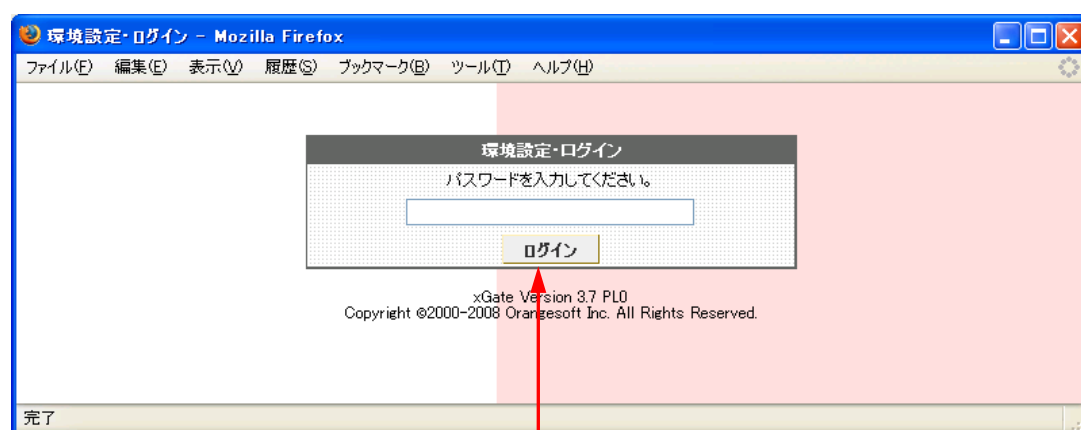 環境設定・ログイン - Mozilla Firefox
ファイル(F) 編集(E) 表示(V) 履歴(S) ブックマーク(B) ツール(T) ヘルプ(H)
環境設定・ログイン
パスワードを入力してください。
ログイン
xGate Version 3.7 PL0
Copyright ©2000-2008 Orangesoft Inc. All Rights Reserved.
完了